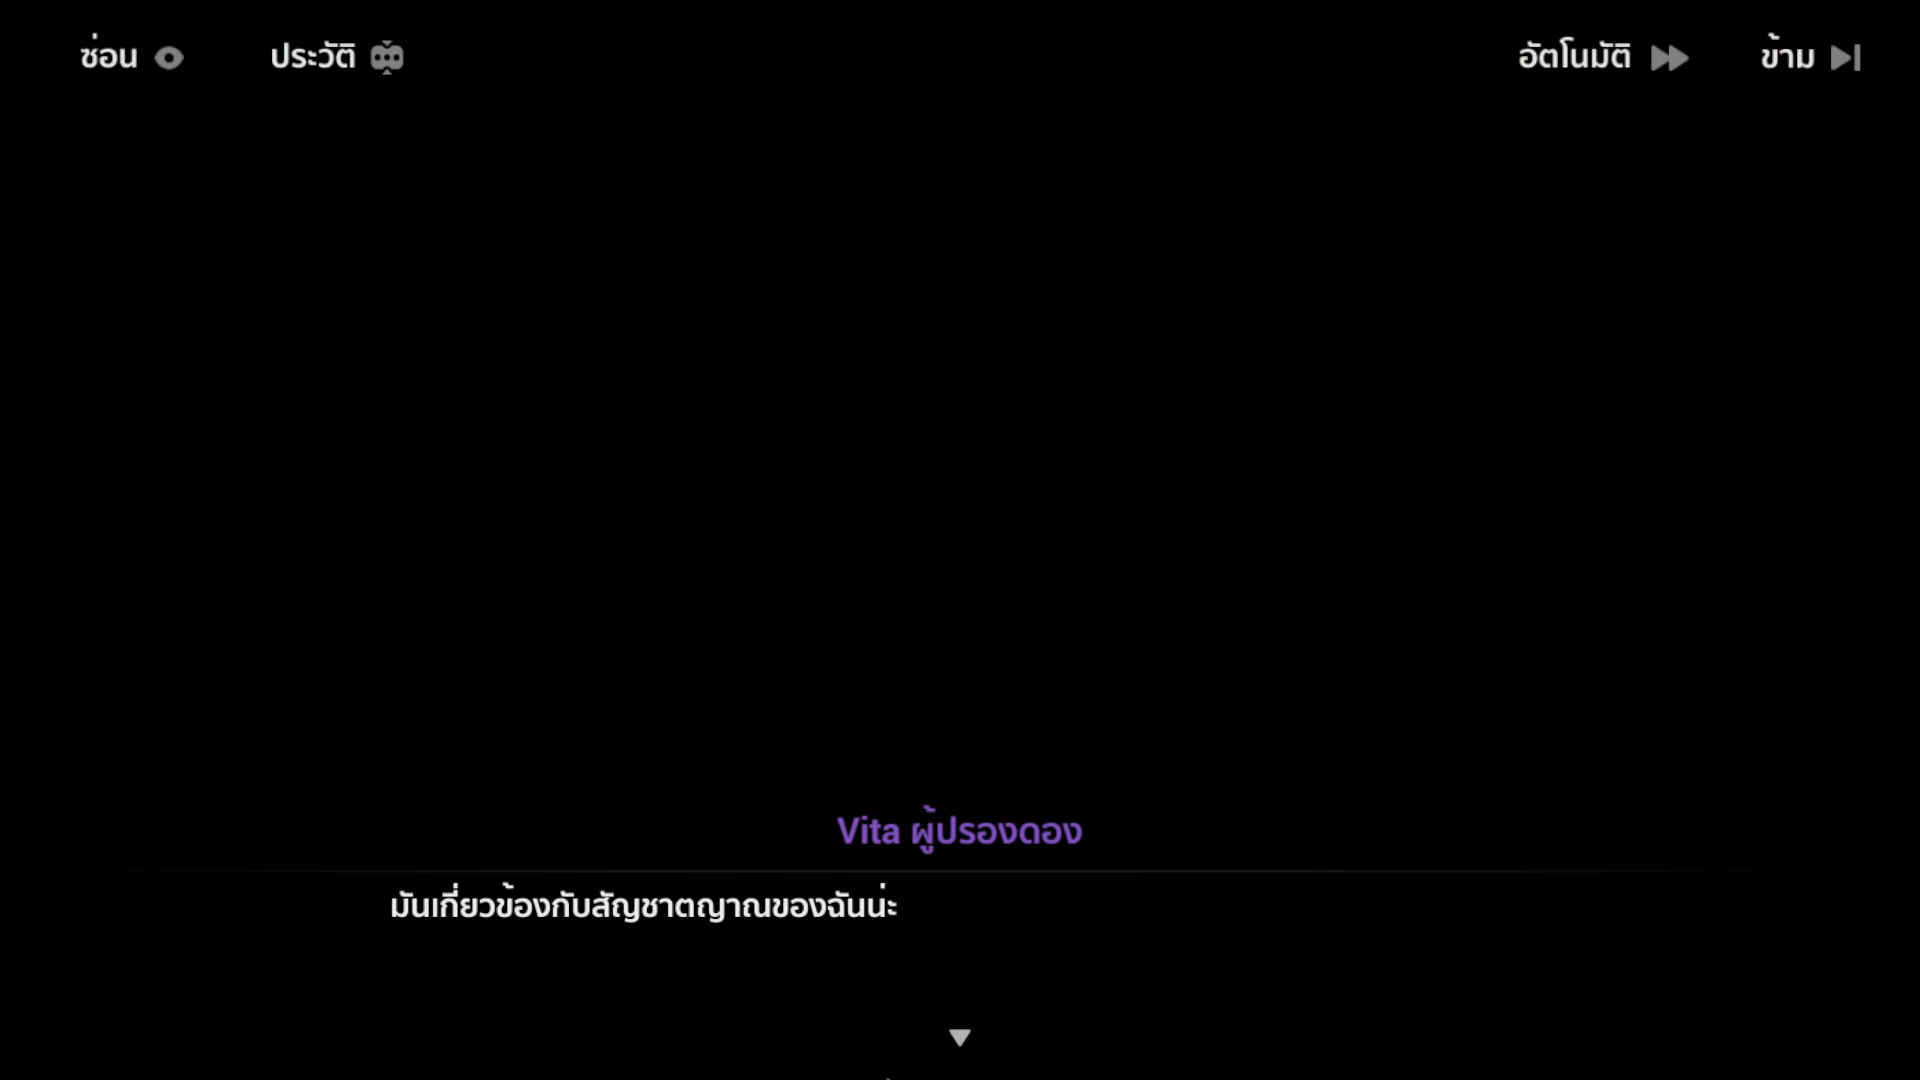 ซ่อน
ประวัติ
อัตโนมัติ
ข้าม
Vita ผู้ปรองดอง
มันเกี่ยวข้องกับสัญชาตญาณของฉันน่ะ